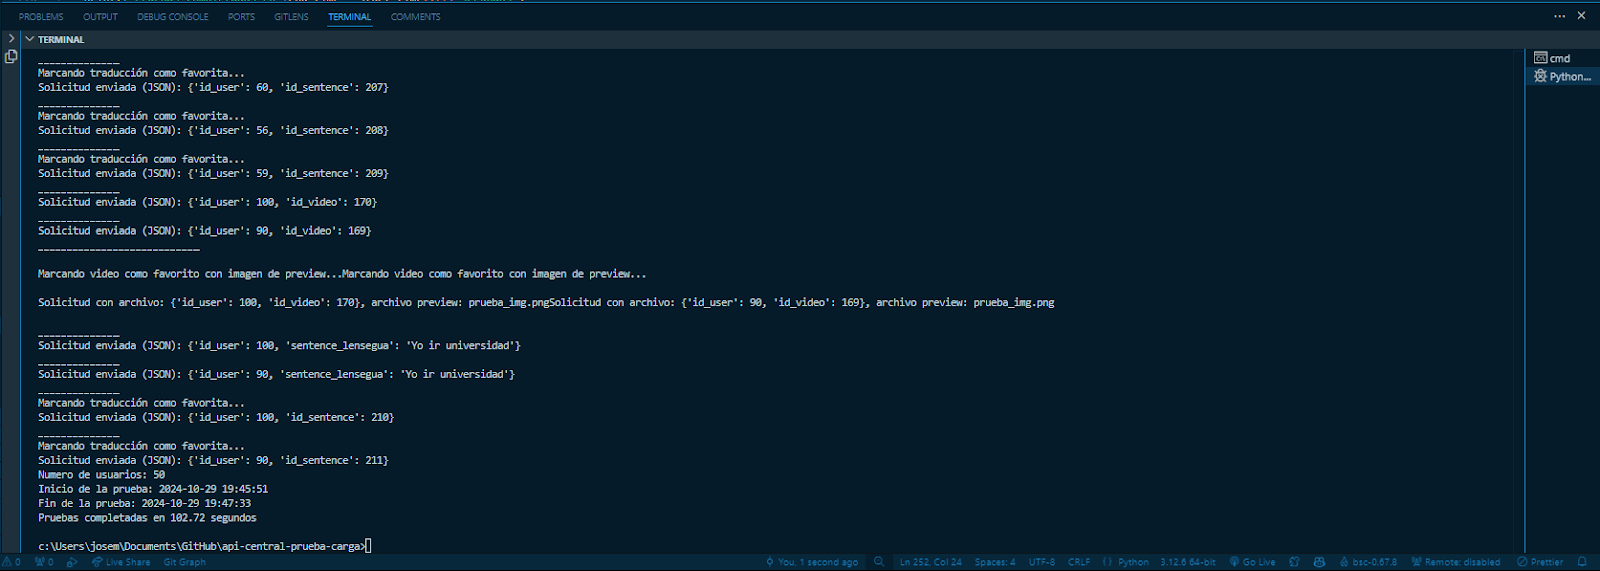 PROBLEMS OUTPUT DEBUG CONSOLE PORTS GITLENS TERMINAL COMMENTS
TERMINAL
cmd
Python...
______________
Marcando traducción como favorita...
Solicitud enviada (JSON): {'id_user': 60, 'id_sentence': 207}
______________
Marcando traducción como favorita...
Solicitud enviada (JSON): {'id_user': 56, 'id_sentence': 208}
______________
Marcando traducción como favorita...
Solicitud enviada (JSON): {'id_user': 59, 'id_sentence': 209}
______________
Solicitud enviada (JSON): {'id_user': 100, 'id_video': 170}
______________
Solicitud enviada (JSON): {'id_user': 90, 'id_video': 169}
____________________________
Marcando video como favorito con imagen de preview...Marcando video como favorito con imagen de preview...
Solicitud con archivo: {'id_user': 100, 'id_video': 170}, archivo preview: prueba_img.pngSolicitud con archivo: {'id_user': 90, 'id_video': 169}, archivo preview: prueba_img.png
______________
Solicitud enviada (JSON): {'id_user': 100, 'sentence_lensegua': 'Yo ir universidad'}
______________
Solicitud enviada (JSON): {'id_user': 90, 'sentence_lensegua': 'Yo ir universidad'}
______________
Marcando traducción como favorita...
Solicitud enviada (JSON): {'id_user': 100, 'id_sentence': 210}
______________
Marcando traducción como favorita...
Solicitud enviada (JSON): {'id_user': 90, 'id_sentence': 211}
Numero de usuarios: 50
Inicio de la prueba: 2024-10-29 19:45:51
Fin de la prueba: 2024-10-29 19:47:33
Pruebas completadas en 102.72 segundos
c:\Users\josem\Documents\GitHub\api-central-prueba-carga>
0 0 Live Share Git Graph You, 1 second ago Ln 252, Col 24 Spaces: 4 UTF-8 CRLF Python 3.12.6 64-bit Go Live bsc-0.67.8 Remote: disabled Prettier